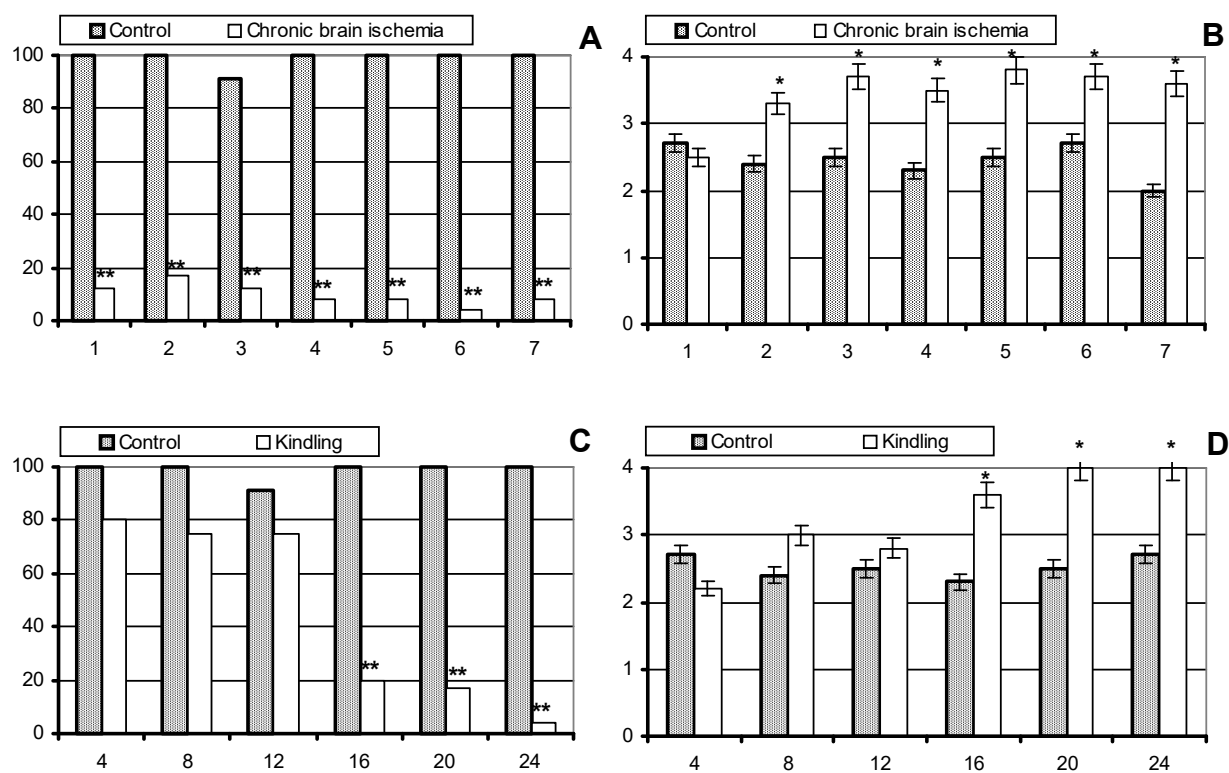 Control Chronic brain ischemia A
100
80
60
40
20
0
** ** ** ** ** ** **
1 2 3 4 5 6 7
Control Chronic brain ischemia B
4
3
2
1
0
* * * * * *
1 2 3 4 5 6 7
Control Kindling C
100
80
60
40
20
0
** ** **
4 8 12 16 20 24
Control Kindling D
4
3
2
1
0
* * *
4 8 12 16 20 24